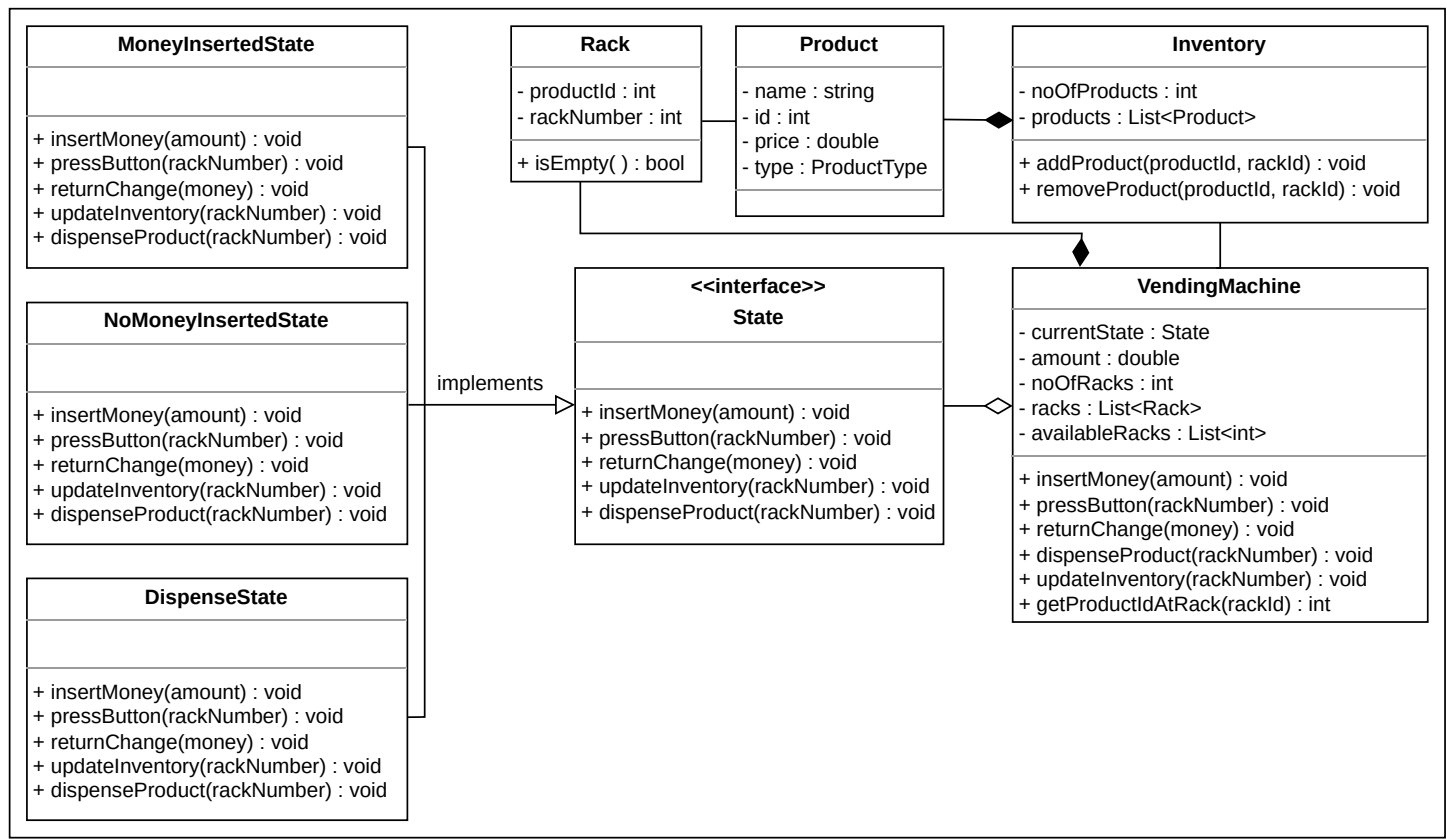 MoneyInsertedState
+ insertMoney(amount) : void
+ pressButton(rackNumber) : void
+ returnChange(money) : void
+ updateInventory(rackNumber) : void
+ dispenseProduct(rackNumber) : void
Rack
- productId : int
- rackNumber : int
+ isEmpty( ) : bool
Product
- name : string
- id : int
- price : double
- type : ProductType
Inventory
- noOfProducts : int
- products : List<Product>
+ addProduct(productId, rackId) : void
+ removeProduct(productId, rackId) : void
NoMoneyInsertedState
+ insertMoney(amount) : void
+ pressButton(rackNumber) : void
+ returnChange(money) : void
+ updateInventory(rackNumber) : void
+ dispenseProduct(rackNumber) : void
implements
<<interface>>
State
+ insertMoney(amount) : void
+ pressButton(rackNumber) : void
+ returnChange(money) : void
+ updateInventory(rackNumber) : void
+ dispenseProduct(rackNumber) : void
VendingMachine
- currentState : State
- amount : double
- noOfRacks : int
- racks : List<Rack>
- availableRacks : List<int>
+ insertMoney(amount) : void
+ pressButton(rackNumber) : void
+ returnChange(money) : void
+ dispenseProduct(rackNumber) : void
+ updateInventory(rackNumber) : void
+ getProductIdAtRack(rackId) : int
DispenseState
+ insertMoney(amount) : void
+ pressButton(rackNumber) : void
+ returnChange(money) : void
+ updateInventory(rackNumber) : void
+ dispenseProduct(rackNumber) : void